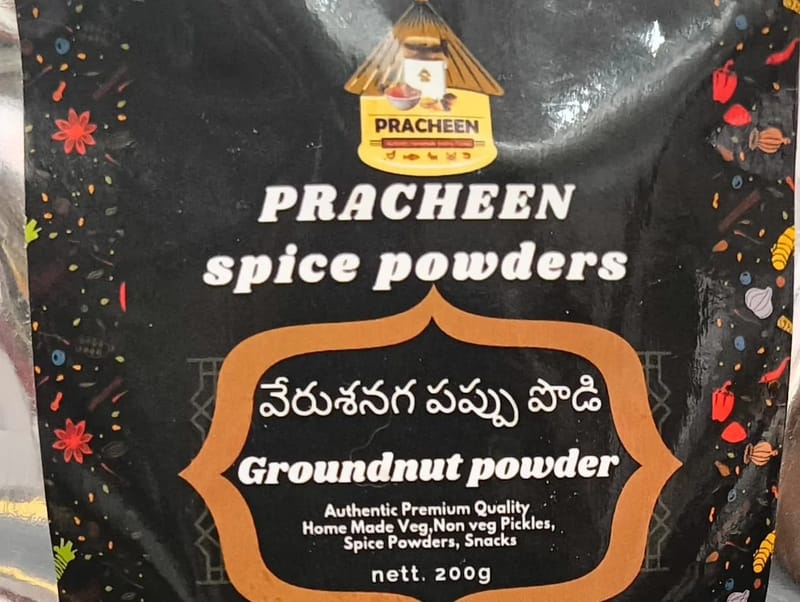 PRACHEEN
PRACHEEN
spice powders
వేరుశనగ పప్పు పొడి
Groundnut powder
Authentic Premium Quality
Home Made Veg,Non veg Pickles,
Spice Powders, Snacks
nett. 200g